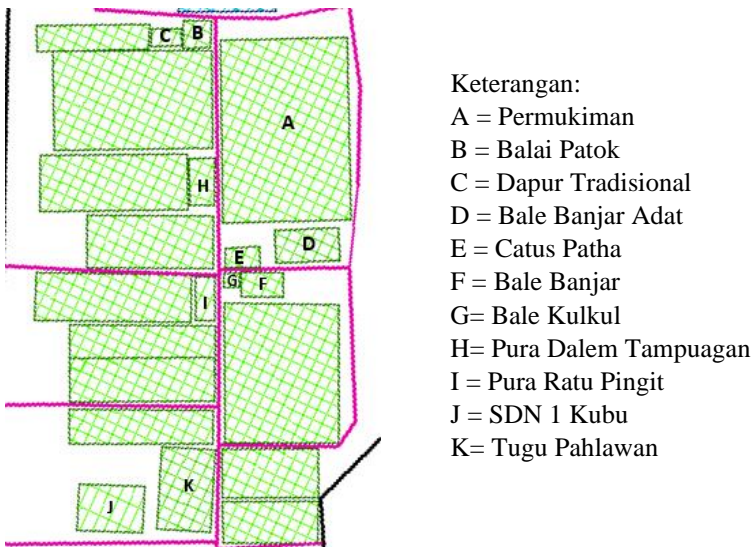 C
B
A
H
D
E
G
F
I
K
J
Keterangan:
A = Permukiman
B = Balai Patok
C = Dapur Tradisional
D = Bale Banjar Adat
E = Catus Patha
F = Bale Banjar
G= Bale Kulkul
H= Pura Dalem Tampuagan
I = Pura Ratu Pingit
J = SDN 1 Kubu
K= Tugu Pahlawan